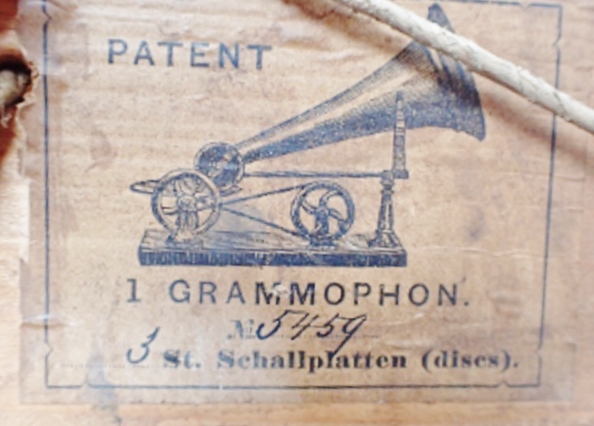 PATENT
1 GRAMMOPHON.
№ 5459
3 St. Schallplatten (discs).